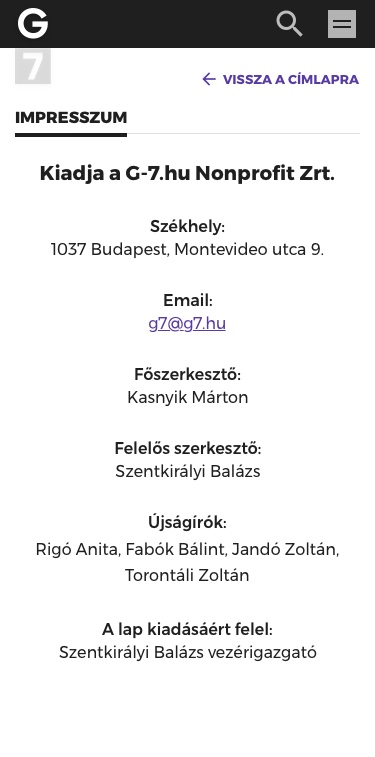 G
7
← VISSZA A CÍMLAPRA
IMPRESSZUM
Kiadja a G-7.hu Nonprofit Zrt.
Székhely:
1037 Budapest, Montevideo utca 9.
Email:
g7@g7.hu
Főszerkesztő:
Kasnyik Márton
Felelős szerkesztő:
Szentkirályi Balázs
Újságírók:
Rigó Anita, Fabók Bálint, Jandó Zoltán,
Torontáli Zoltán
A lap kiadásáért felel:
Szentkirályi Balázs vezérigazgató